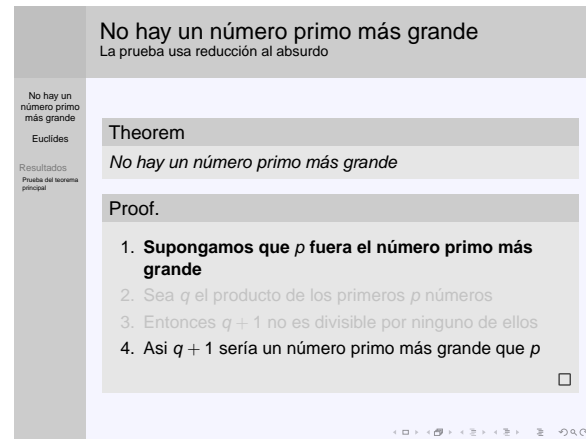 No hay un número primo más grande
La prueba usa reducción al absurdo
No hay un
número primo
más grande
Euclídes
Resultados
Prueba del teorema
principal
Theorem
No hay un número primo más grande
Proof.
1. Supongamos que p fuera el número primo más
grande
2. Sea q el producto de los primeros p números
3. Entonces q + 1 no es divisible por ninguno de ellos
4. Asi q + 1 sería un número primo más grande que p